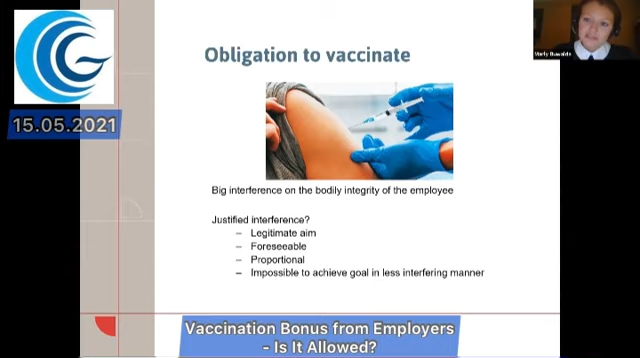 Obligation to vaccinate
15.05.2021
Big interference on the bodily integrity of the employee
Justified interference?
– Legitimate aim
– Foreseeable
– Proportional
– Impossible to achieve goal in less interfering manner
Vaccination Bonus from Employers
- Is It Allowed?